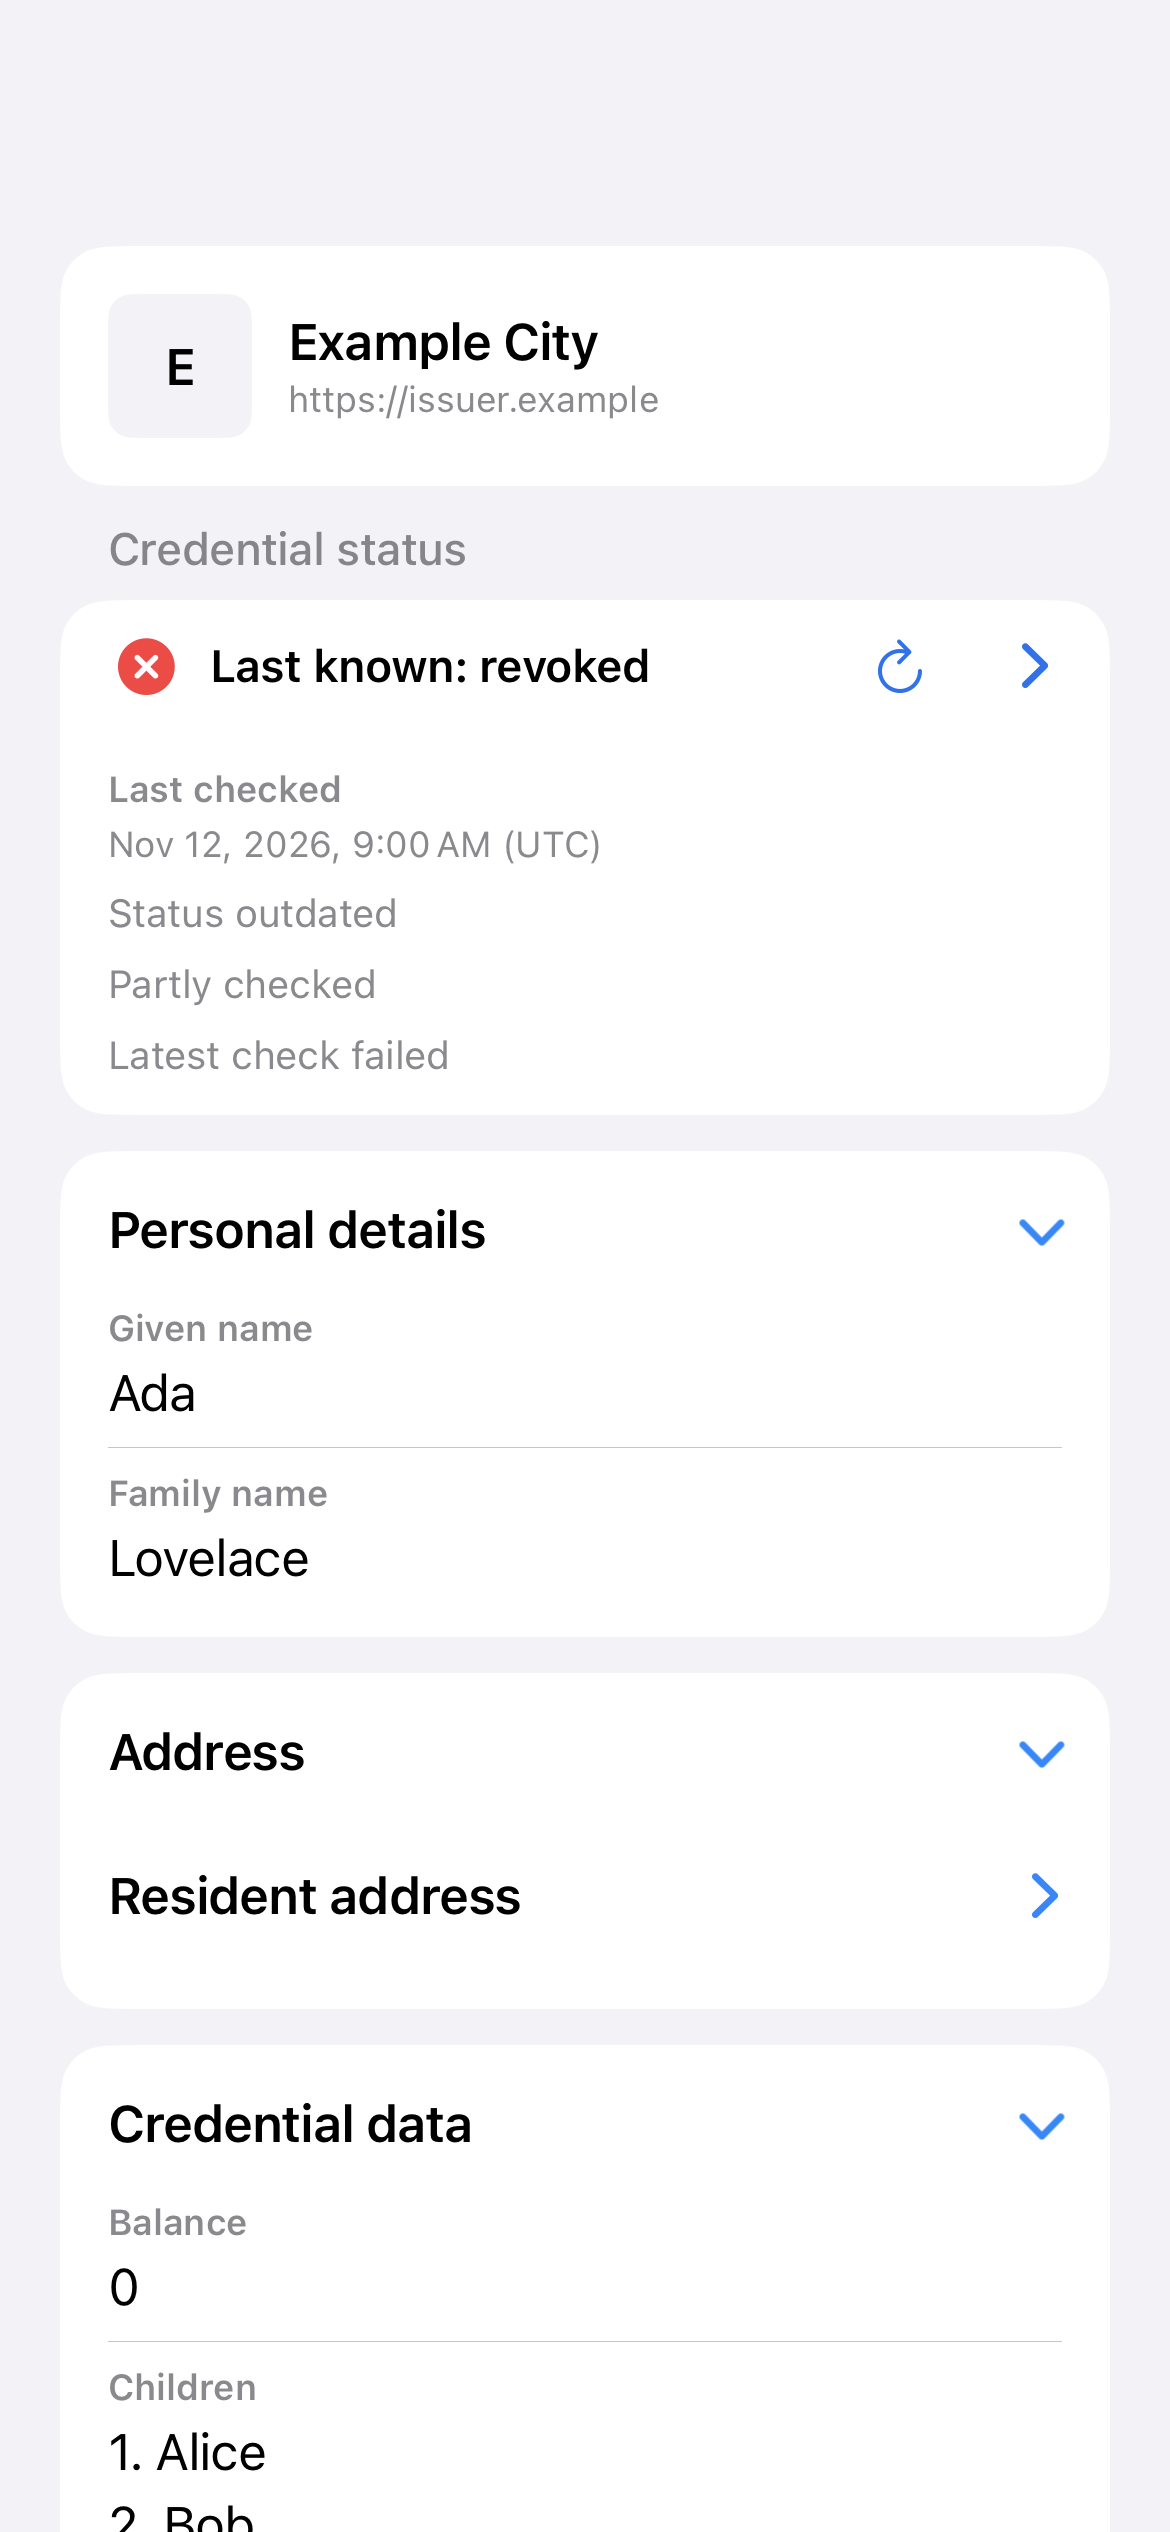 E
Example City
https://issuer.example
Credential status
Last known: revoked
Last checked
Nov 12, 2026, 9:00 AM (UTC)
Status outdated
Partly checked
Latest check failed
Personal details
Given name
Ada
Family name
Lovelace
Address
Resident address
Credential data
Balance
0
Children
1. Alice
2. Bob